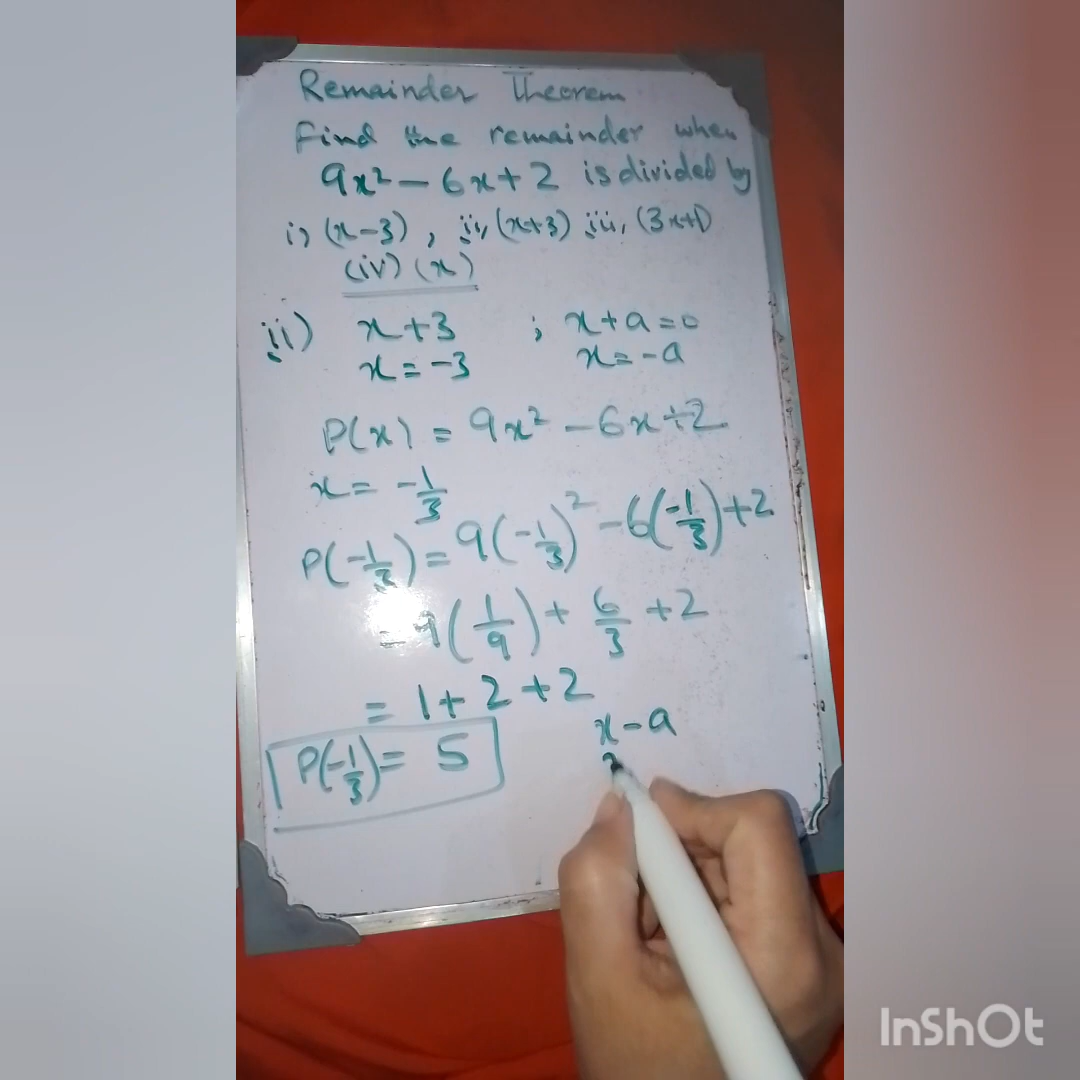 Remainder Theorem
Find the remainder when
9x² - 6x + 2 is divided by
i, (x-3) , ii, (x+3) iii, (3x+1)
(iv) (x)
ii) x+3 ; x+a=0
x = -3 x = -a
P(x) = 9x² - 6x + 2
x = -1/3
P(-1/3) = 9(-1/3)² - 6(-1/3) + 2
= 9(1/9) + 6/3 + 2
= 1 + 2 + 2
x - a
P(-1/3) = 5
InShOt